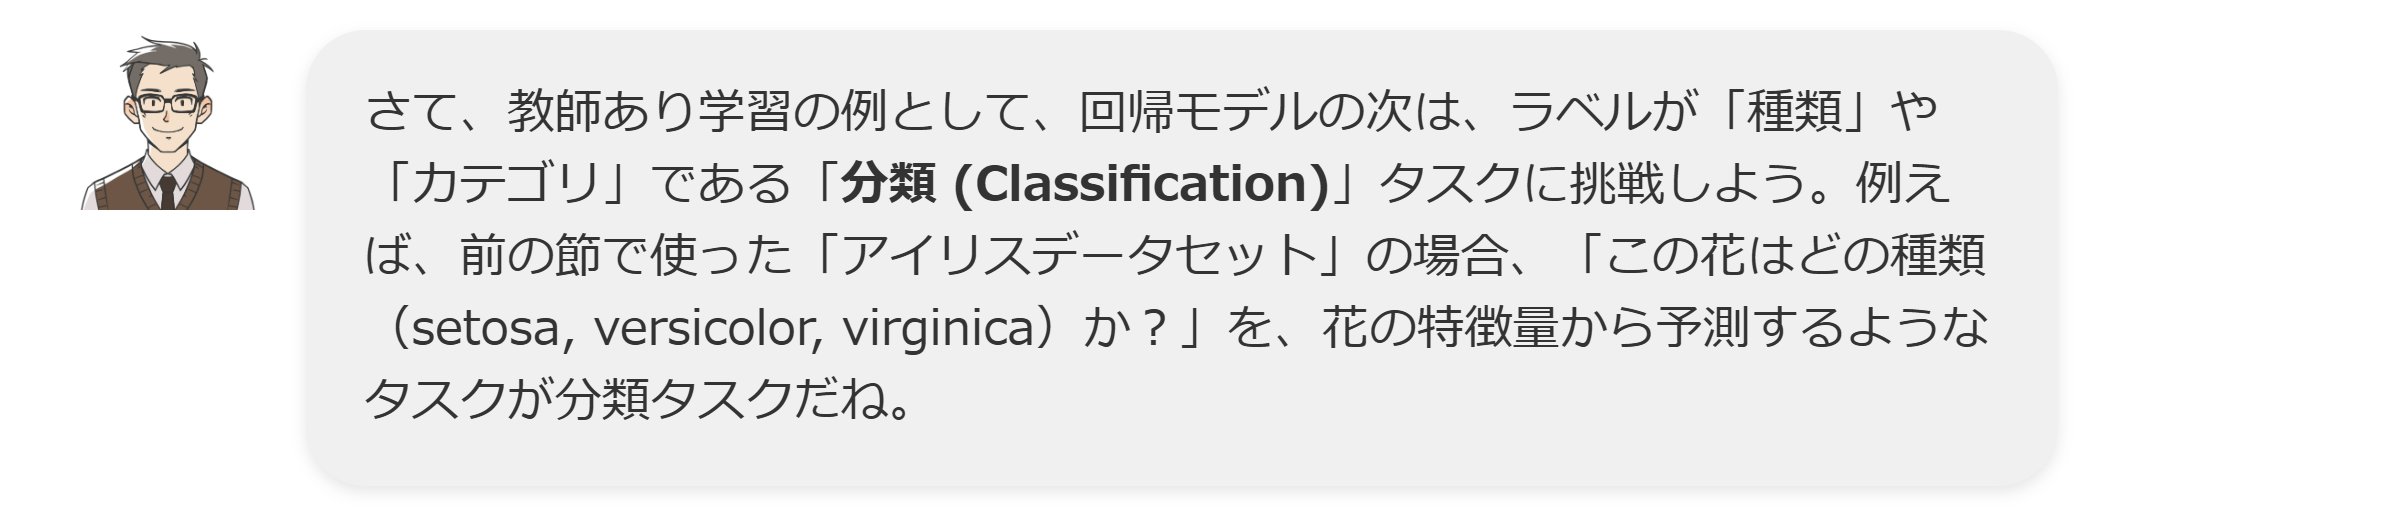 さて、教師あり学習の例として、回帰モデルの次は、ラベルが「種類」や
「カテゴリ」である「分類 (Classification)」タスクに挑戦しよう。例え
ば、前の節で使った「アイリスデータセット」の場合、「この花はどの種類
（setosa, versicolor, virginica）か？」を、花の特徴量から予測するような
タスクが分類タスクだね。